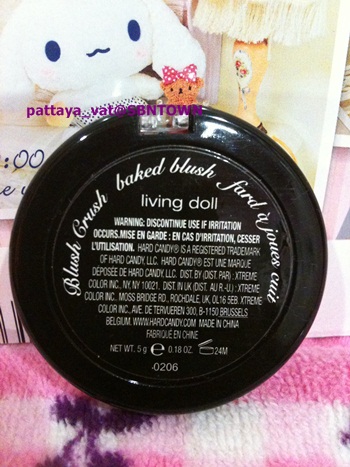 :00
pattaya_vat@SBNTOWN
Blush Crush baked blush fard à joues cuit
living doll
WARNING: DISCONTINUE USE IF IRRITATION
OCCURS.MISE EN GARDE : EN CAS D'IRRITATION, CESSER
L'UTILISATION. HARD CANDY® IS A REGISTERED TRADEMARK
OF HARD CANDY, LLC. HARD CANDY® EST UNE MARQUE
DEPOSEE DE HARD CANDY, LLC. DIST. BY (DIST. PAR) : XTREME
COLOR INC., NY, NY 10021. DIST. IN UK (DIST. AU R.-U.) : XTREME
COLOR INC., MOSS BRIDGE RD., ROCHDALE, UK, OL16 5EB. XTREME
COLOR INC., AVE. DE TERVUEREN 300, B-1150 BRUSSELS
BELGIUM. WWW.HARDCANDY.COM MADE IN CHINA
FABRIQUÉ EN CHINE
NET WT. 5 g e 0.18 OZ. 24M
0206